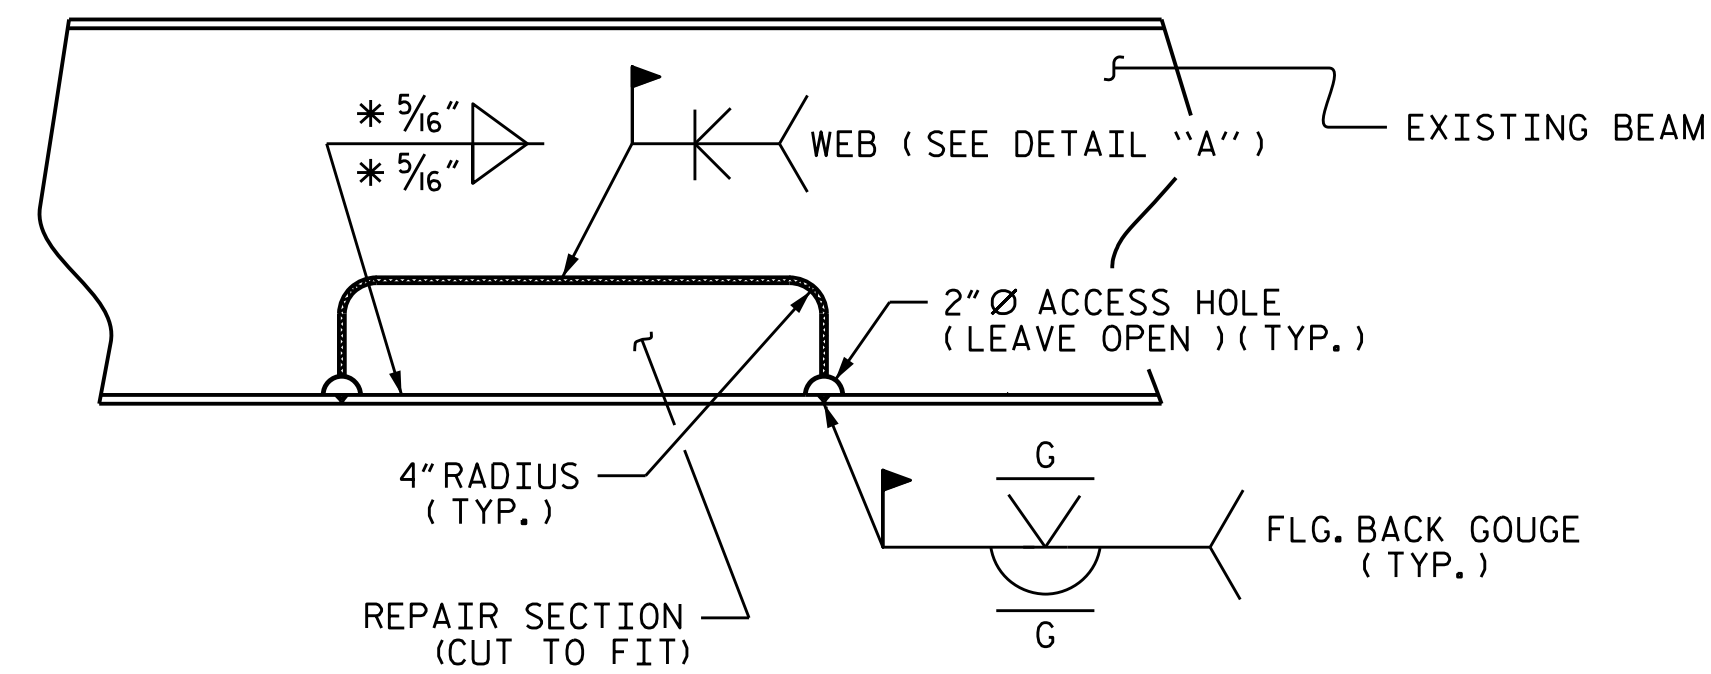 * 5/16"
* 5/16"
WEB (SEE DETAIL "A")
EXISTING BEAM
2"Ø ACCESS HOLE
(LEAVE OPEN)(TYP.)
4"RADIUS
(TYP.)
G
FLG. BACK GOUGE
(TYP.)
G
REPAIR SECTION
(CUT TO FIT)